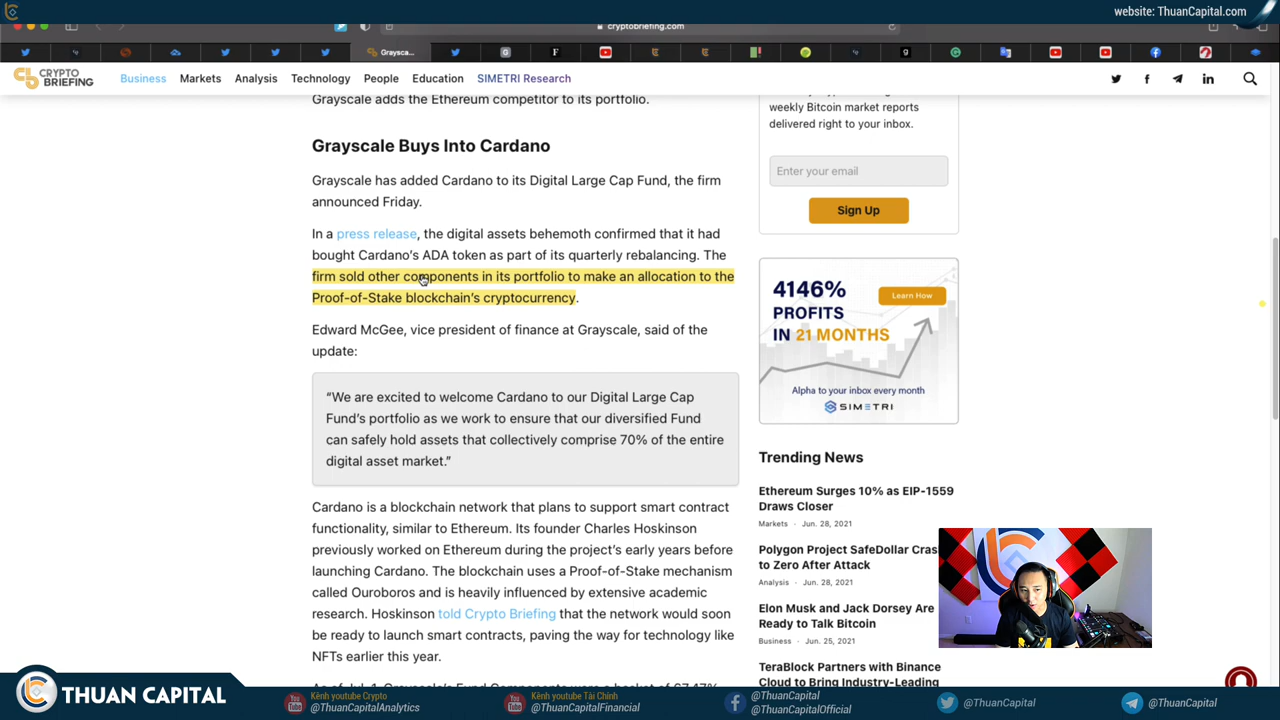 website: ThuanCapital.com
cryptobriefing.com
Graysca...
CRYPTO
BRIEFING
Business
Markets
Analysis
Technology
People
Education
SIMETRI Research
Grayscale adds the Ethereum competitor to its portfolio.
Grayscale Buys Into Cardano
Grayscale has added Cardano to its Digital Large Cap Fund, the firm
announced Friday.
In a press release, the digital assets behemoth confirmed that it had
bought Cardano's ADA token as part of its quarterly rebalancing. The
firm sold other components in its portfolio to make an allocation to the
Proof-of-Stake blockchain's cryptocurrency.
Edward McGee, vice president of finance at Grayscale, said of the
update:
“We are excited to welcome Cardano to our Digital Large Cap
Fund's portfolio as we work to ensure that our diversified Fund
can safely hold assets that collectively comprise 70% of the entire
digital asset market.”
Cardano is a blockchain network that plans to support smart contract
functionality, similar to Ethereum. Its founder Charles Hoskinson
previously worked on Ethereum during the project's early years before
launching Cardano. The blockchain uses a Proof-of-Stake mechanism
called Ouroboros and is heavily influenced by extensive academic
research. Hoskinson told Crypto Briefing that the network would soon
be ready to launch smart contracts, paving the way for technology like
NFTs earlier this year.
weekly Bitcoin market reports
delivered right to your inbox.
Enter your email
Sign Up
4146%
PROFITS
IN 21 MONTHS
Learn How
Alpha to your inbox every month
SIMETRI
Trending News
Ethereum Surges 10% as EIP-1559
Draws Closer
Markets · Jun. 28, 2021
Polygon Project SafeDollar Cras
to Zero After Attack
Analysis · Jun. 28, 2021
Elon Musk and Jack Dorsey Are
Ready to Talk Bitcoin
Business · Jun. 25, 2021
TeraBlock Partners with Binance
Cloud to Bring Industry-Leading
THUAN CAPITAL
Kênh youtube Crypto
@ThuanCapitalAnalytics
Kênh youtube Tài Chính
@ThuanCapitalFinancial
@ThuanCapital
@ThuanCapitalOfficial
@ThuanCapital
@ThuanCapital